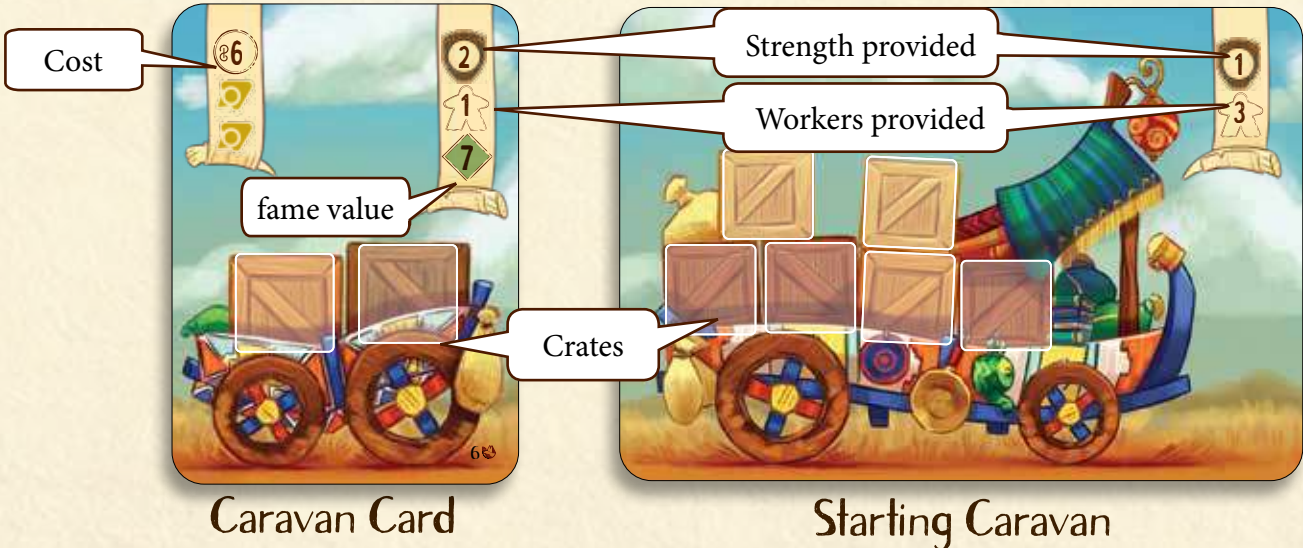 Cost
6
2
1
7
fame value
6
Caravan Card
Strength provided
Workers provided
1
3
Crates
Starting Caravan